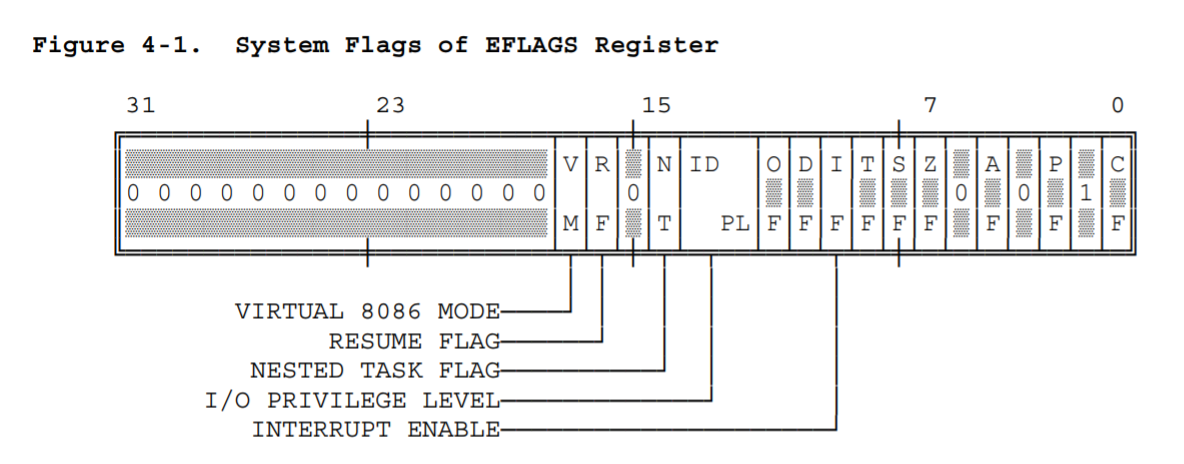 Figure 4-1.  System Flags of EFLAGS Register
31 23 15 7 0
V R N ID O D I T S Z A P C
0 0 0 0 0 0 0 0 0 0 0 0 0 0 0 0 0 1
M F T PL F F F F F F F F F
VIRTUAL 8086 MODE
RESUME FLAG
NESTED TASK FLAG
I/O PRIVILEGE LEVEL
INTERRUPT ENABLE